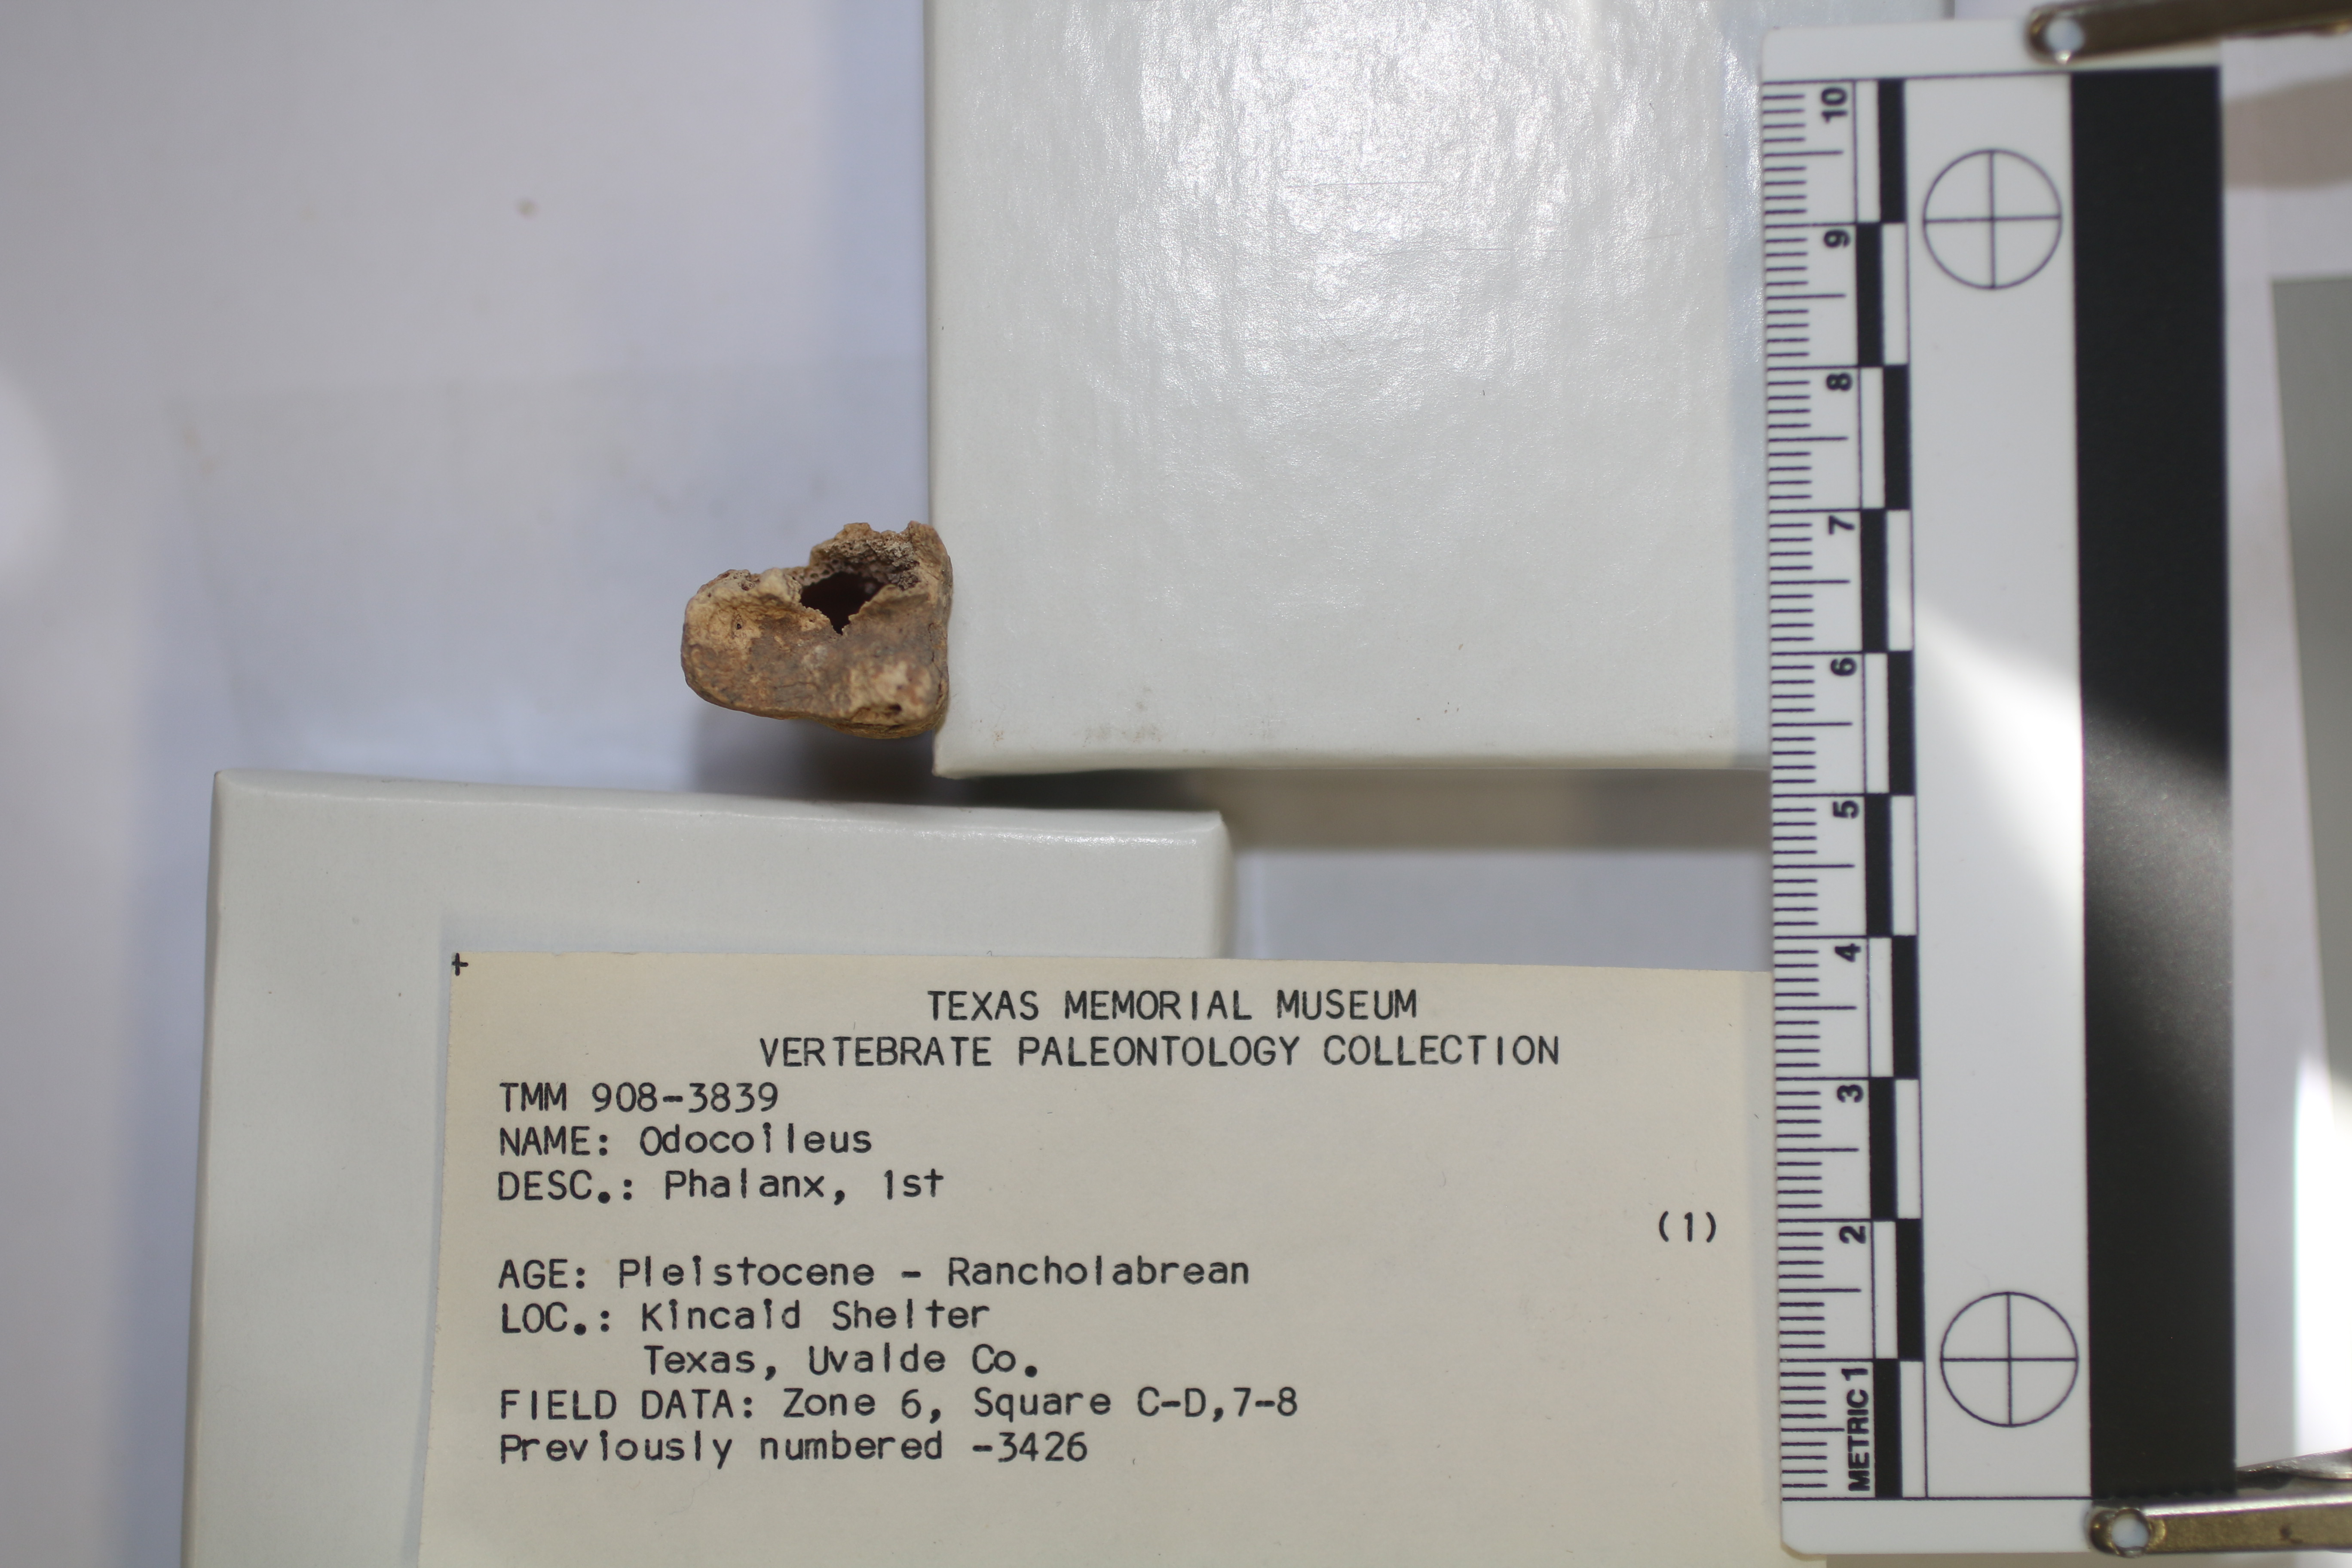 +
TEXAS MEMORIAL MUSEUM
VERTEBRATE PALEONTOLOGY COLLECTION
TMM 908-3839
NAME: Odocoileus
DESC.: Phalanx, 1st
(1)
AGE: Pleistocene - Rancholabrean
LOC.: Kincaid Shelter
Texas, Uvalde Co.
FIELD DATA: Zone 6, Square C-D,7-8
Previously numbered -3426
METRIC 1 2 3 4 5 6 7 8 9 10